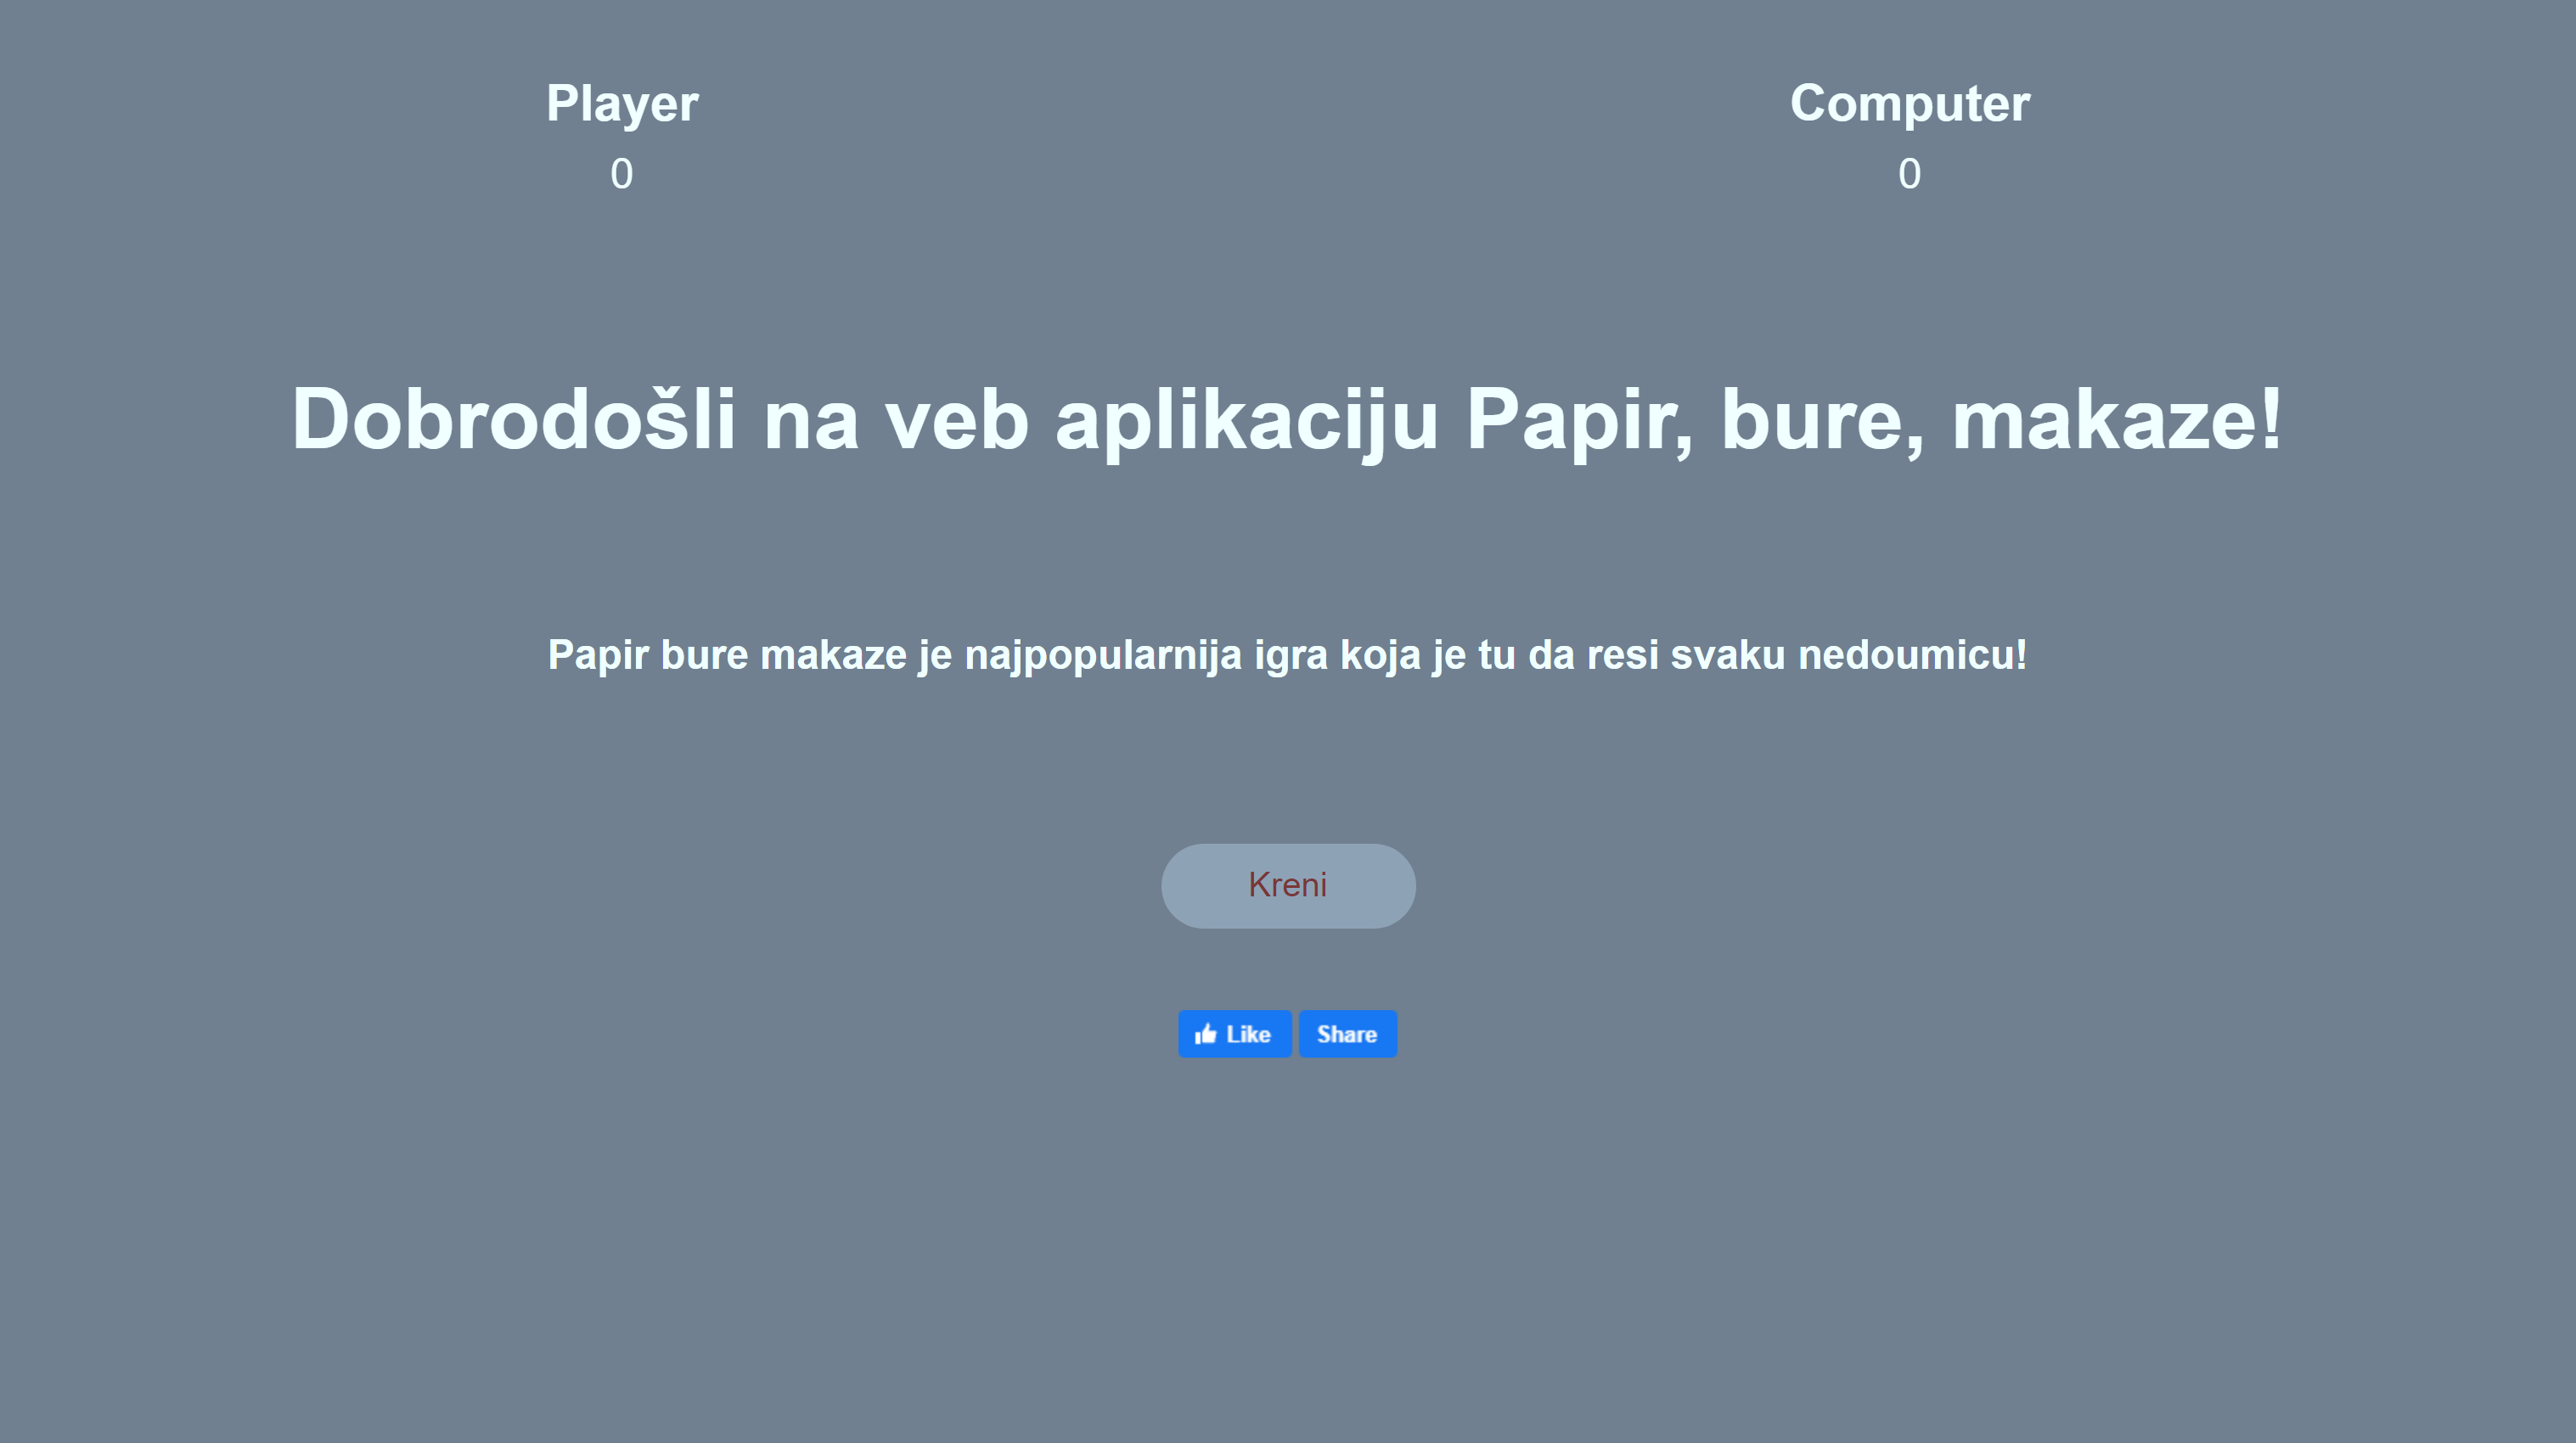 Player
Computer
0
0
Dobrodošli na veb aplikaciju Papir, bure, makaze!
Papir bure makaze je najpopularnija igra koja je tu da resi svaku nedoumicu!
Kreni
Like
Share